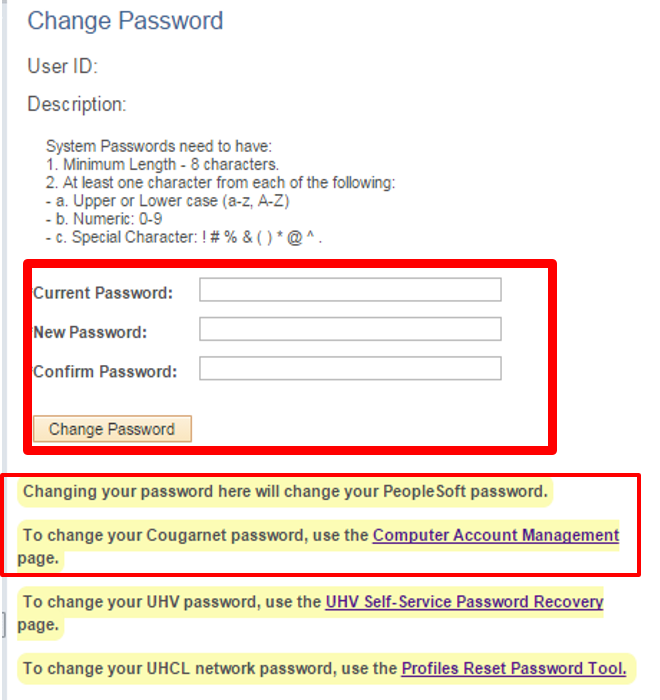 Change Password
User ID:
Description:
System Passwords need to have:
1. Minimum Length - 8 characters.
2. At least one character from each of the following:
- a. Upper or Lower case (a-z, A-Z)
- b. Numeric: 0-9
- c. Special Character: ! # % & ( ) * @ ^ .
*Current Password:
*New Password:
*Confirm Password:
Change Password
Changing your password here will change your PeopleSoft password.
To change your Cougarnet password, use the Computer Account Management
page.
To change your UHV password, use the UHV Self-Service Password Recovery
page.
To change your UHCL network password, use the Profiles Reset Password Tool.